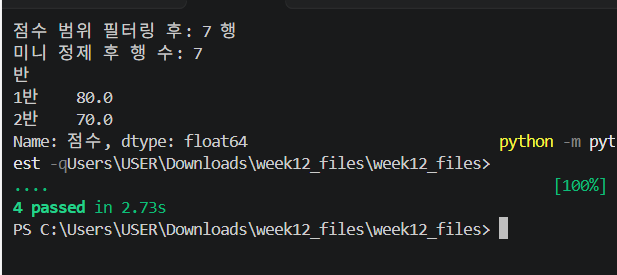 점수 범위 필터링 후: 7 행
미니 정제 후 행 수: 7
반
1반    80.0
2반    70.0
Name: 점수, dtype: float64                         python -m pyt
est -qUsers\USER\Downloads\week12_files\week12_files>
....                                                     [100%]
4 passed in 2.73s
PS C:\Users\USER\Downloads\week12_files\week12_files>